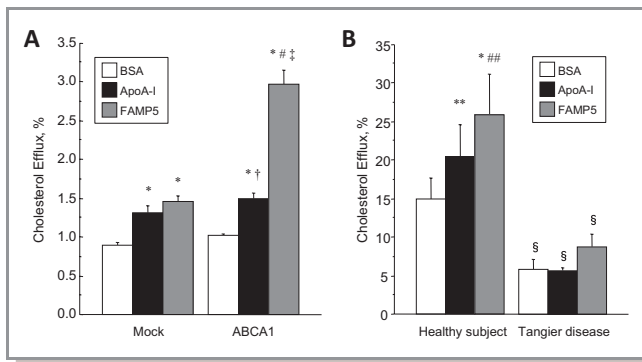 A
Cholesterol Efflux, %
3.5
3.0
2.5
2.0
1.5
1.0
0.5
0.0
BSA
ApoA-I
FAMP5
*
*
* †
* # ‡
Mock
ABCA1
B
Cholesterol Efflux, %
35
30
25
20
15
10
5
0
BSA
ApoA-I
FAMP5
**
* ##
§
§
§
Healthy subject
Tangier disease